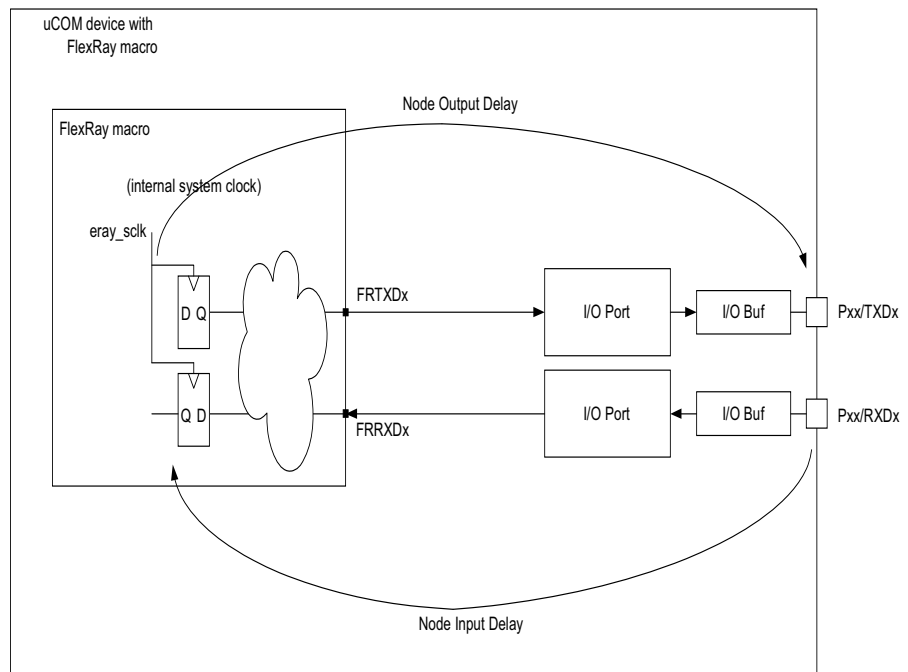 uCOM device with
FlexRay macro
Node Output Delay
FlexRay macro
(internal system clock)
eray_sclk
D Q
FRTXDx
I/O Port
I/O Buf
Pxx/TXDx
Q D
FRRXDx
I/O Port
I/O Buf
Pxx/RXDx
Node Input Delay